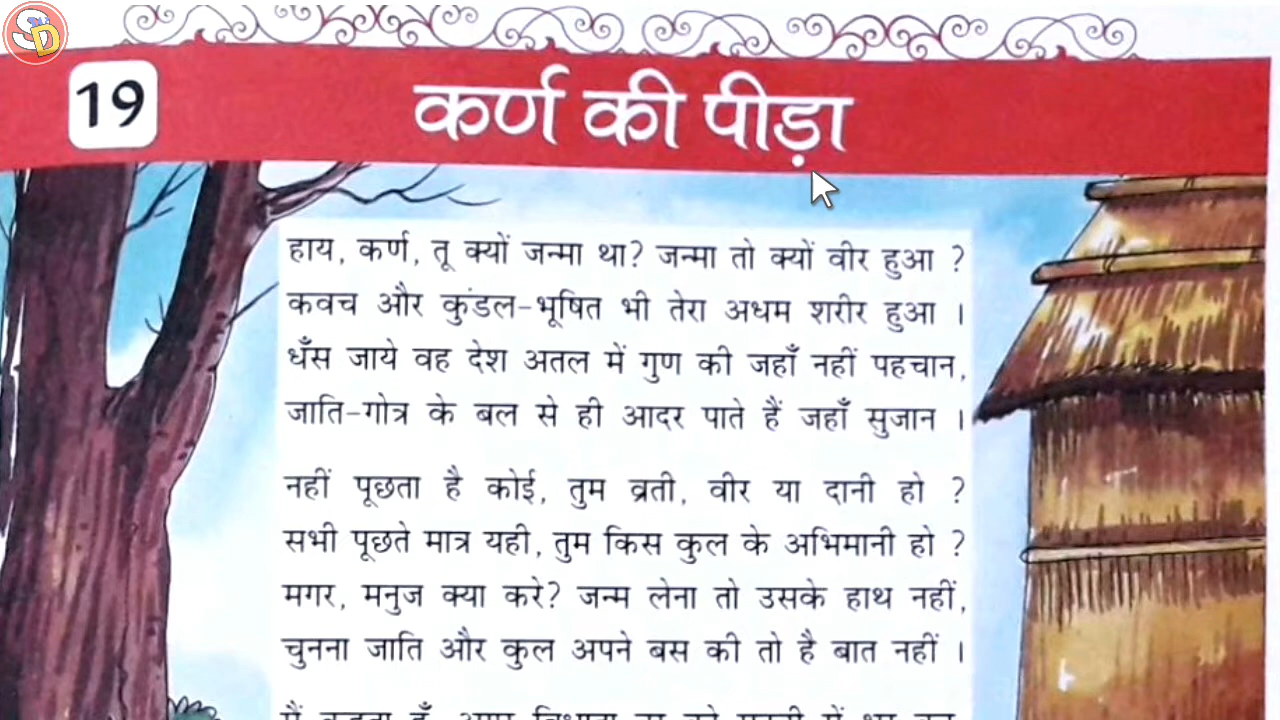 SD
19
कर्ण की पीड़ा
हाय, कर्ण, तू क्यों जन्मा था? जन्मा तो क्यों वीर हुआ ?
कवच और कुंडल-भूषित भी तेरा अधम शरीर हुआ ।
धँस जाये वह देश अतल में गुण की जहाँ नहीं पहचान,
जाति-गोत्र के बल से ही आदर पाते हैं जहाँ सुजान ।
नहीं पूछता है कोई, तुम व्रती, वीर या दानी हो ?
सभी पूछते मात्र यही, तुम किस कुल के अभिमानी हो ?
मगर, मनुज क्या करे? जन्म लेना तो उसके हाथ नहीं,
चुनना जाति और कुल अपने बस की तो है बात नहीं ।